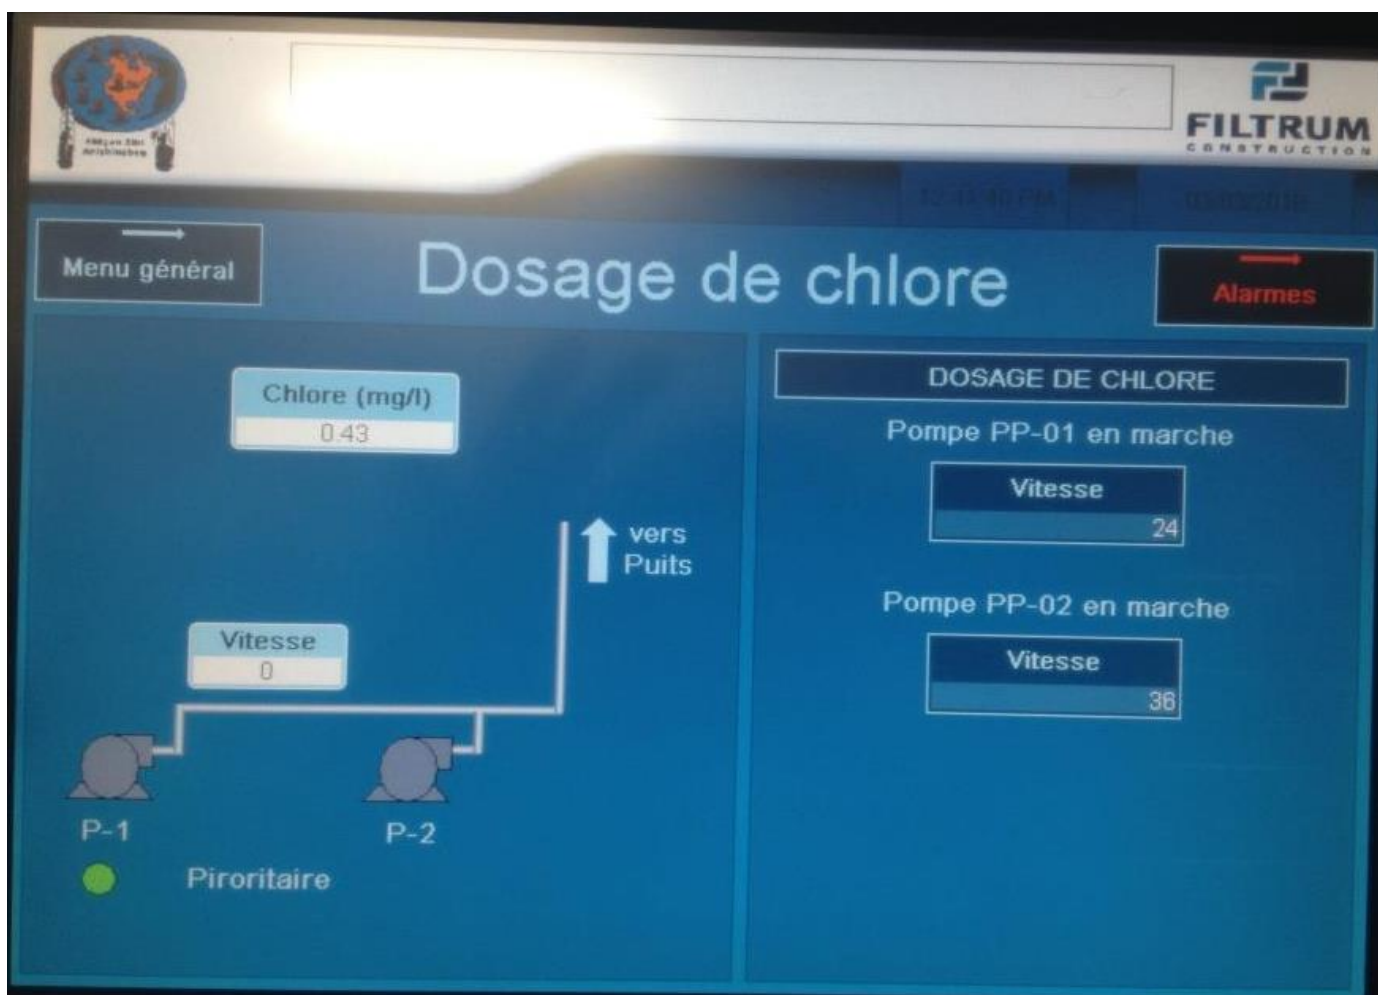 FILTRUM
CONSTRUCTION
Menu général
Dosage de chlore
Alarmes
Chlore (mg/l)
0.43
DOSAGE DE CHLORE
Pompe PP-01 en marche
Vitesse
24
vers
Puits
Pompe PP-02 en marche
Vitesse
36
Vitesse
0
P-1
P-2
Piroritaire